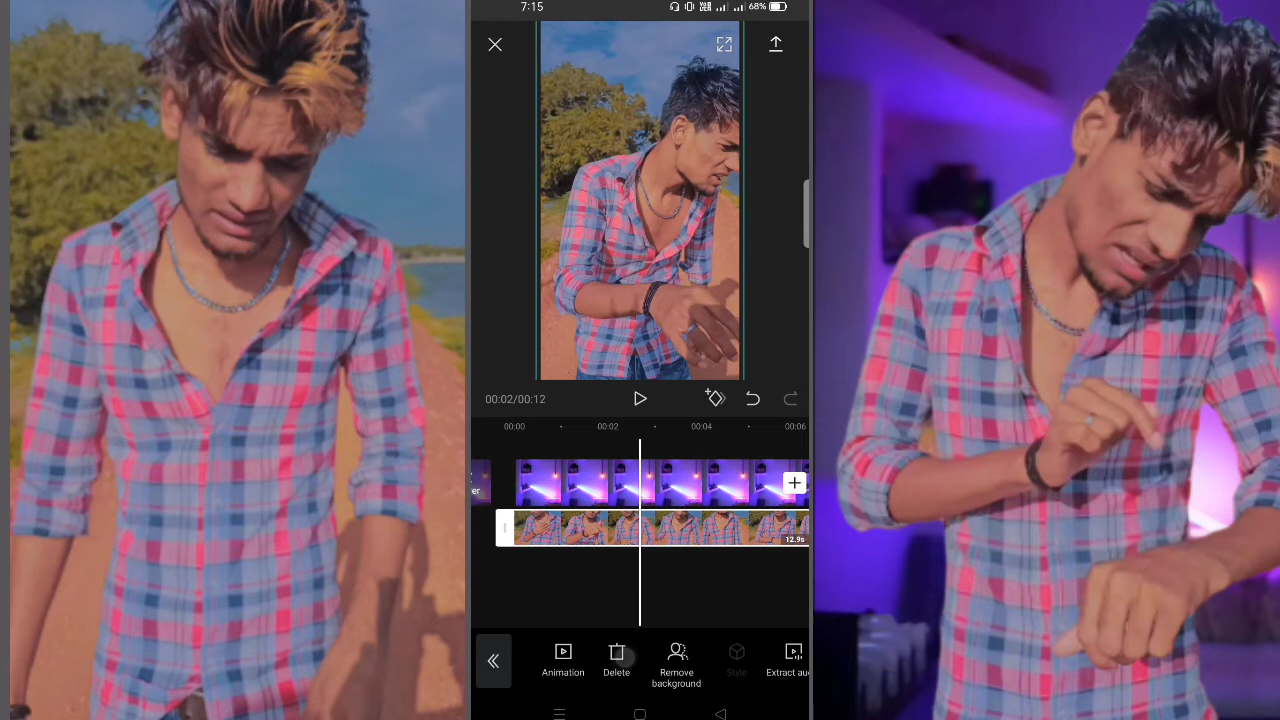 7:15
68%
00:02/00:12
00:00
00:02
00:04
00:06
er
12.9s
Animation
Delete
Remove
background
Style
Extract au